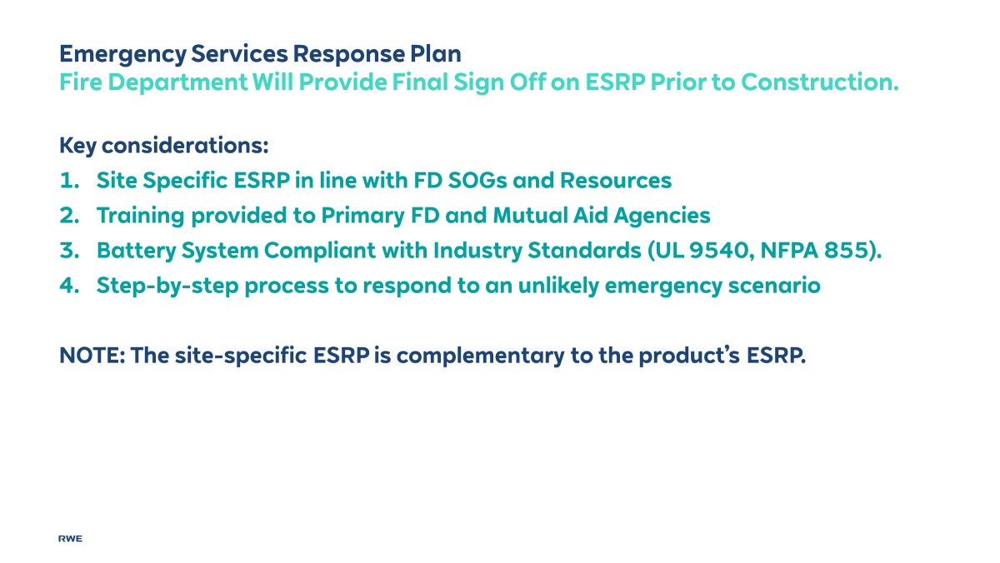 Emergency Services Response Plan
Fire Department Will Provide Final Sign Off on ESRP Prior to Construction.
Key considerations:
1. Site Specific ESRP in line with FD SOGs and Resources
2. Training provided to Primary FD and Mutual Aid Agencies
3. Battery System Compliant with Industry Standards (UL 9540, NFPA 855).
4. Step-by-step process to respond to an unlikely emergency scenario
NOTE: The site-specific ESRP is complementary to the product’s ESRP.
RWE